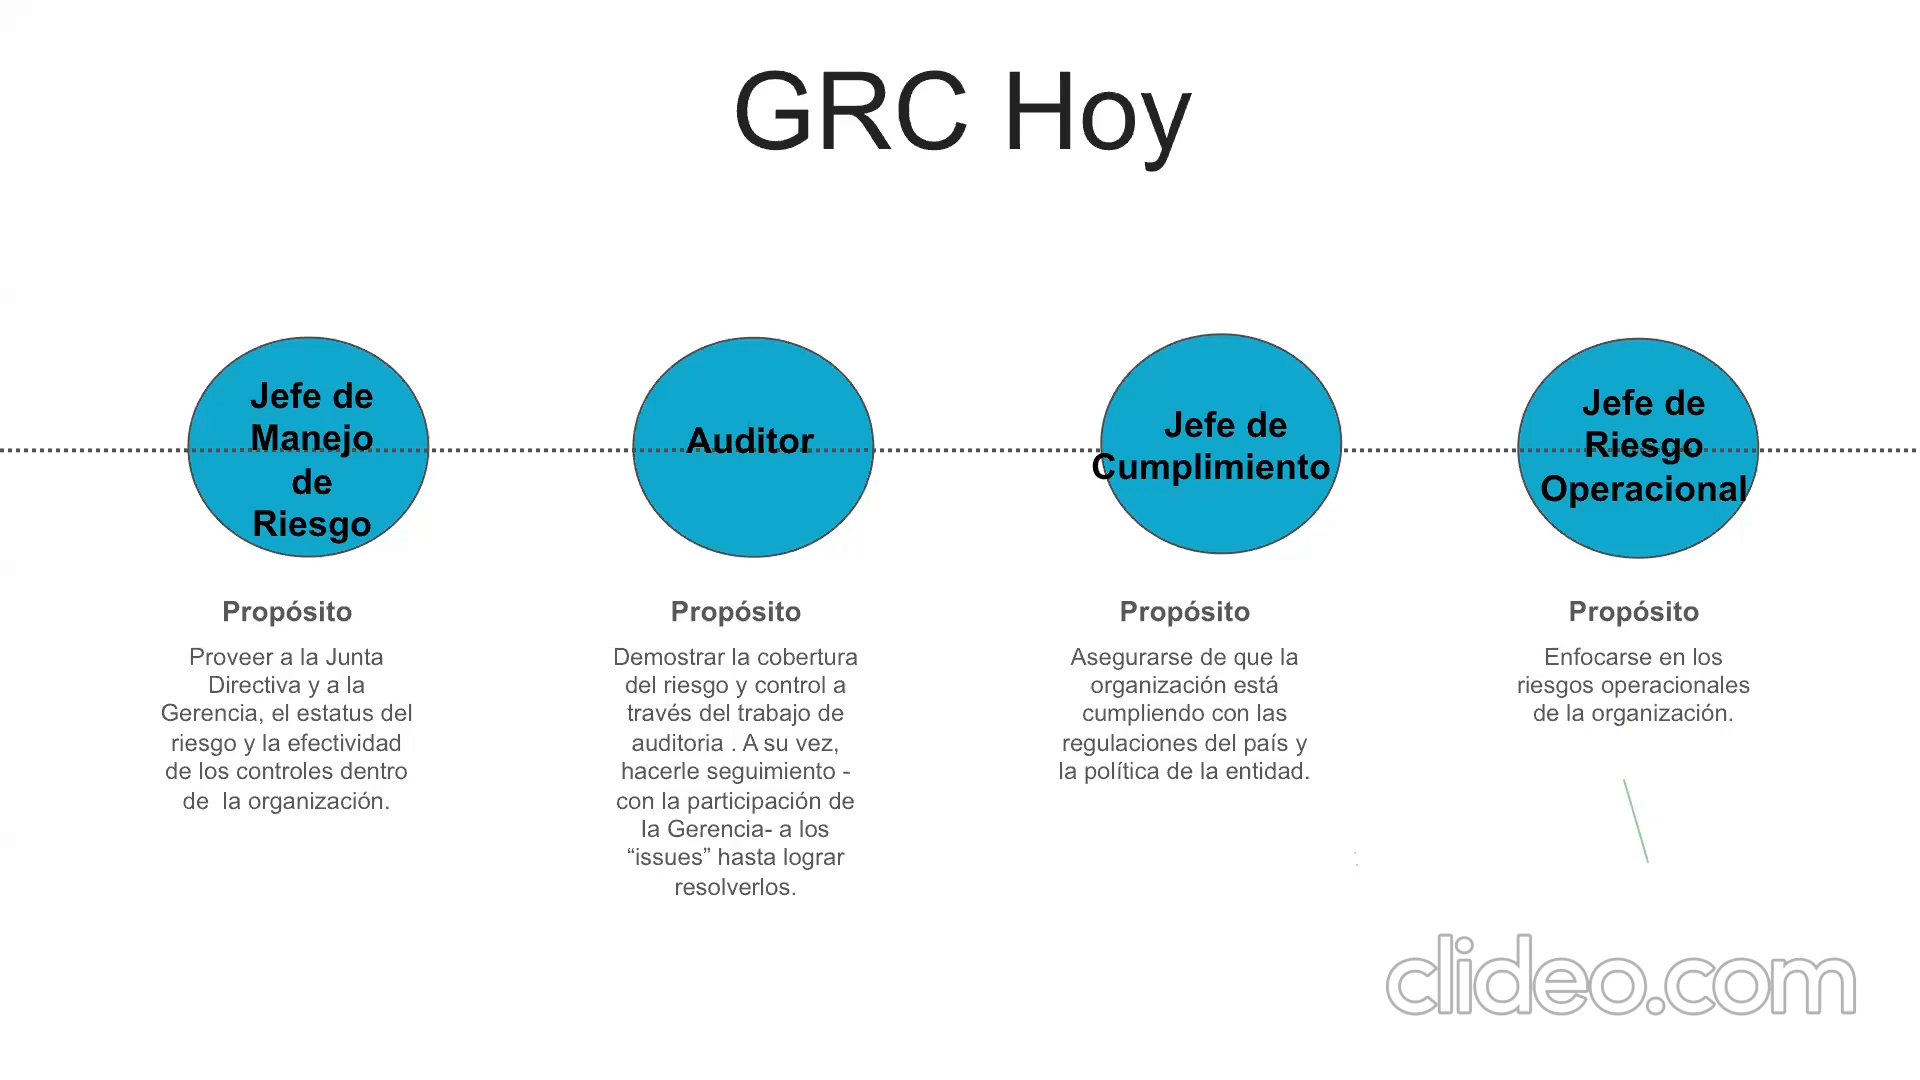 GRC Hoy
Jefe de
Manejo
de
Riesgo
Propósito
Proveer a la Junta
Directiva y a la
Gerencia, el estatus del
riesgo y la efectividad
de los controles dentro
de  la organización.
Auditor
Propósito
Demostrar la cobertura
del riesgo y control a
través del trabajo de
auditoria . A su vez,
hacerle seguimiento -
con la participación de
la Gerencia- a los
“issues” hasta lograr
resolverlos.
Jefe de
Cumplimiento
Propósito
Asegurarse de que la
organización está
cumpliendo con las
regulaciones del país y
la política de la entidad.
Jefe de
Riesgo
Operacional
Propósito
Enfocarse en los
riesgos operacionales
de la organización.
clideo.com